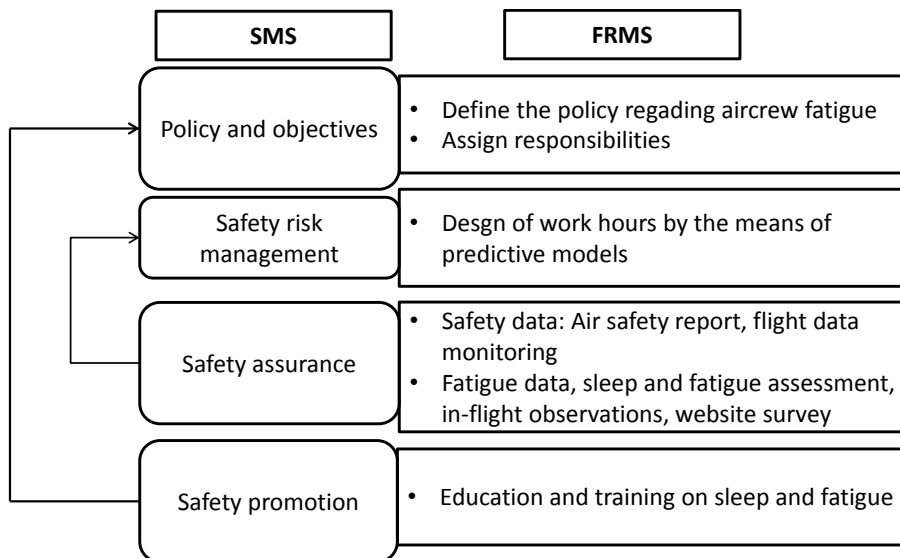 SMS
FRMS
Policy and objectives
• Define the policy regading aircrew fatigue
• Assign responsibilities
Safety risk
management
• Desgn of work hours by the means of
predictive models
Safety assurance
• Safety data: Air safety report, flight data
monitoring
• Fatigue data, sleep and fatigue assessment,
in-flight observations, website survey
Safety promotion
• Education and training on sleep and fatigue